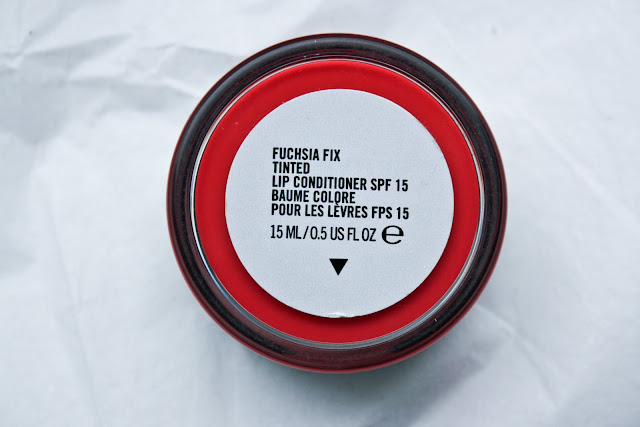 FUCHSIA FIX
TINTED
LIP CONDITIONER SPF 15
BAUME COLORE
POUR LES LÈVRES FPS 15
15 ML/0.5 US FL OZ ℮